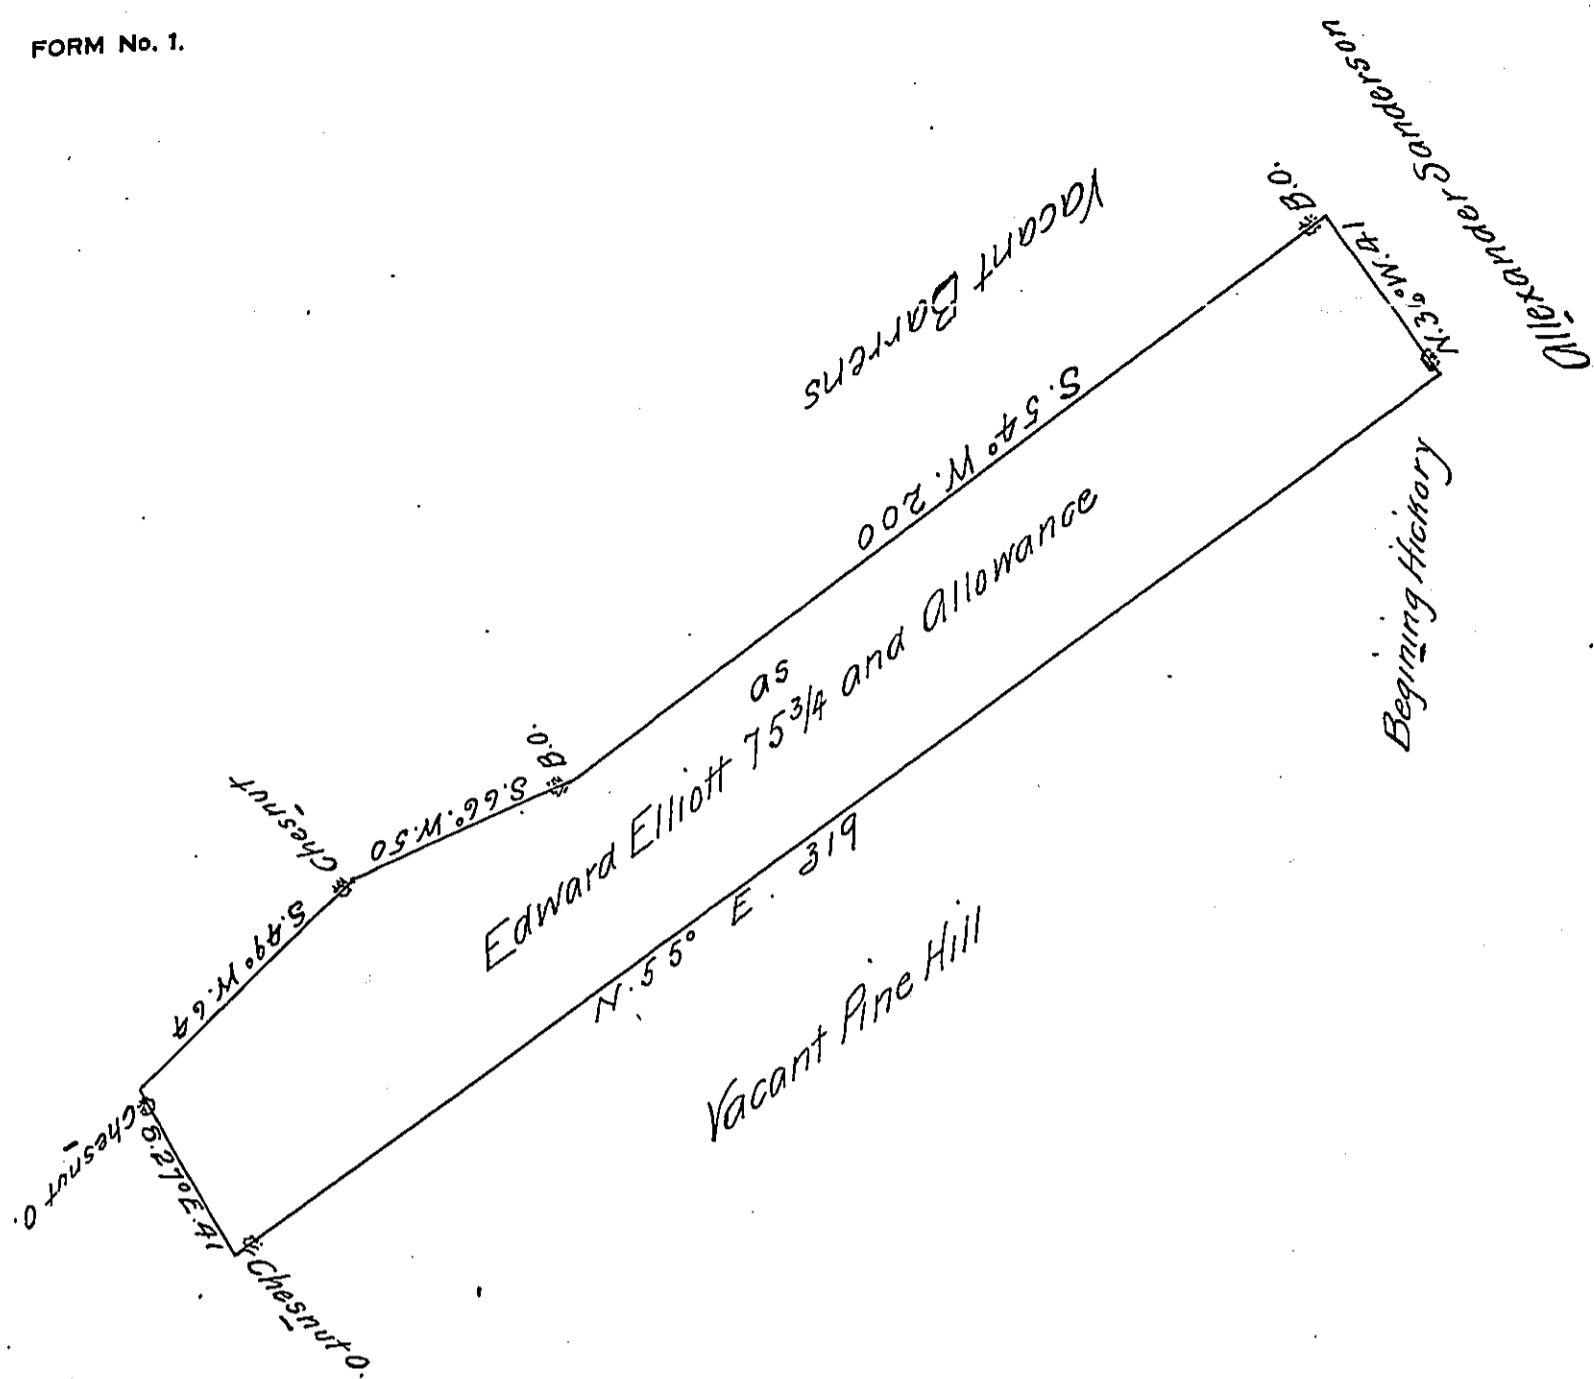 FORM No. 1.
Allexander Sanderson
B.O.
N.36°W.41
Vacant Barrens
S.54°W.200
Begining Hickory
as
Edward Elliott 75 3/4 and Allowance
B.O.
S.66°.W.50
Chesnut
N.55° E. 319
S.49°W.64
Vacant Pine Hill
Chesnut O.
S.27°E.41
Chesnut O.